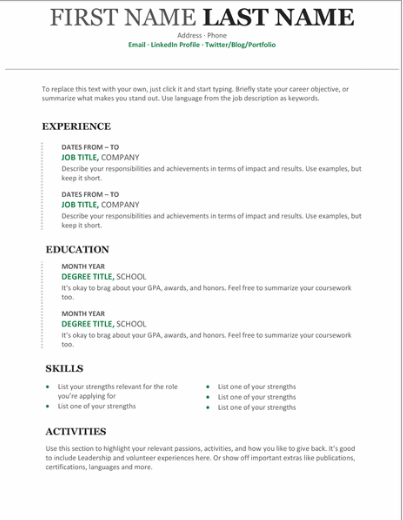 FIRST NAME LAST NAME
Address · Phone
Email · LinkedIn Profile · Twitter/Blog/Portfolio
To replace this text with your own, just click it and start typing. Briefly state your career objective, or
summarize what makes you stand out. Use language from the job description as keywords.
EXPERIENCE
DATES FROM – TO
JOB TITLE, COMPANY
Describe your responsibilities and achievements in terms of impact and results. Use examples, but
keep it short.
DATES FROM – TO
JOB TITLE, COMPANY
Describe your responsibilities and achievements in terms of impact and results. Use examples, but
keep it short.
EDUCATION
MONTH YEAR
DEGREE TITLE, SCHOOL
It's okay to brag about your GPA, awards, and honors. Feel free to summarize your coursework
too.
MONTH YEAR
DEGREE TITLE, SCHOOL
It's okay to brag about your GPA, awards, and honors. Feel free to summarize your coursework
too.
SKILLS
• List your strengths relevant for the role
you're applying for
• List one of your strengths
• List one of your strengths
• List one of your strengths
• List one of your strengths
ACTIVITIES
Use this section to highlight your relevant passions, activities, and how you like to give back. It's good
to include Leadership and volunteer experiences here. Or show off important extras like publications,
certifications, languages and more.